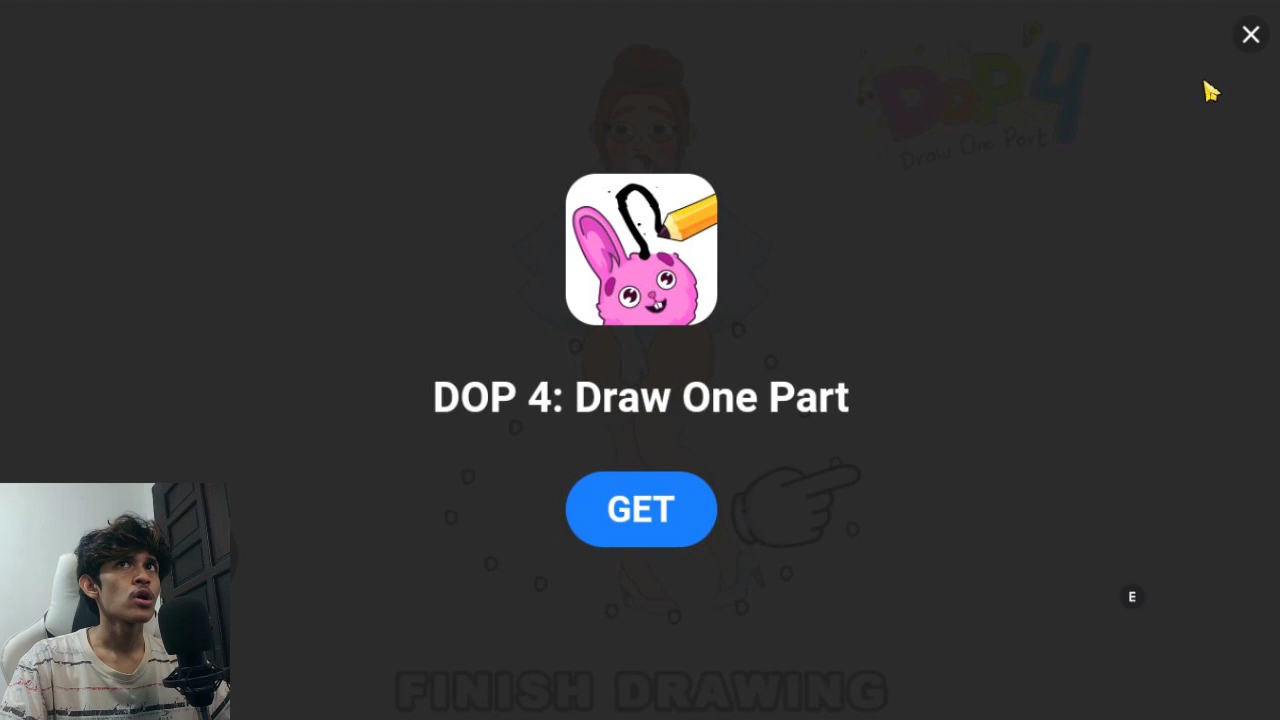 DOP 4
Draw One Part
DOP 4: Draw One Part
GET
E
FINISH DRAWING